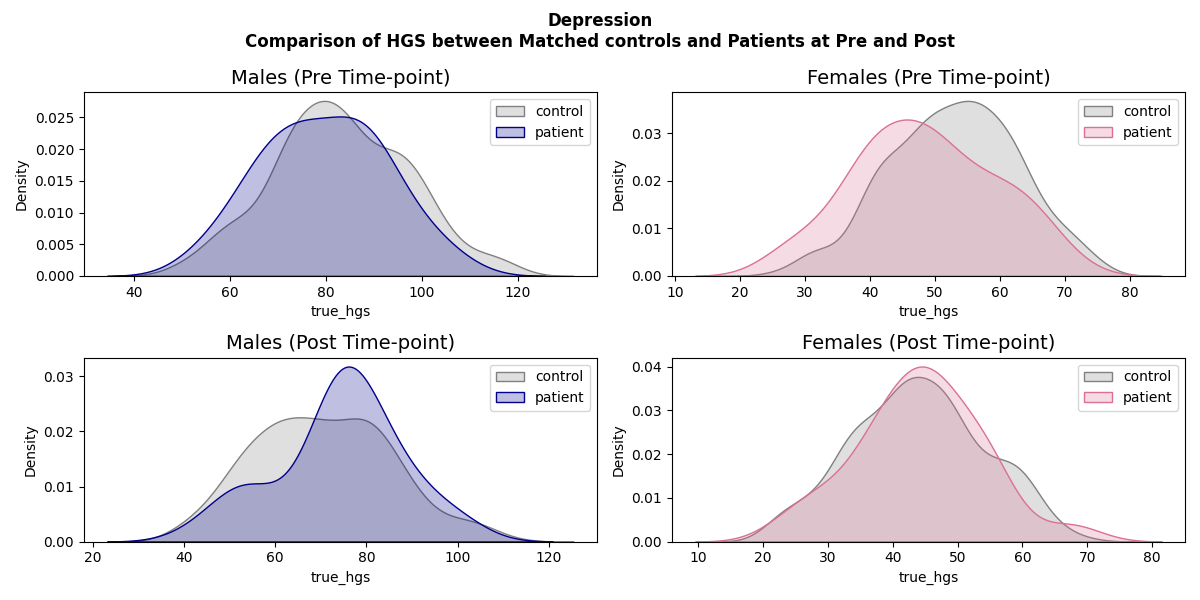 Depression
Comparison of HGS between Matched controls and Patients at Pre and Post
Males (Pre Time-point)
Density
0.025
0.020
0.015
0.010
0.005
0.000
40 60 80 100 120
true_hgs
control
patient
Females (Pre Time-point)
Density
0.03
0.02
0.01
0.00
10 20 30 40 50 60 70 80
true_hgs
control
patient
Males (Post Time-point)
Density
0.03
0.02
0.01
0.00
20 40 60 80 100 120
true_hgs
control
patient
Females (Post Time-point)
Density
0.04
0.03
0.02
0.01
0.00
10 20 30 40 50 60 70 80
true_hgs
control
patient